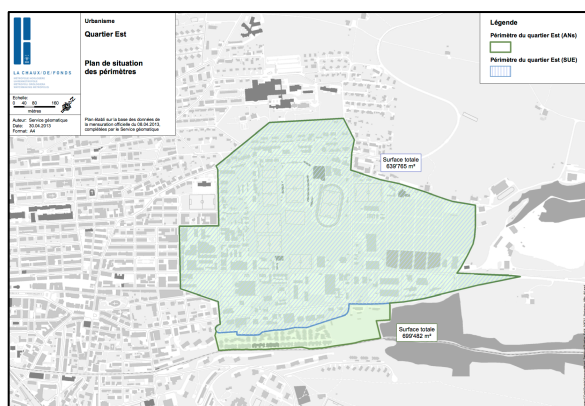 LA CHAUX-DE-FONDS
Urbanisme
Quartier Est
Plan de situation
des périmètres
Echelle:
0 40 80 160
mètres
Auteur: Service géomatique
Date: 30.04.2013
Format: A4
Plan établi sur la base des données de
la mensuration officielle du 08.04.2013,
complétées par le Service géomatique
Légende
Périmètre du quartier Est (ANs)
Périmètre du quartier Est (SUE)
Surface totale
639'765 m²
Surface totale
699'482 m²